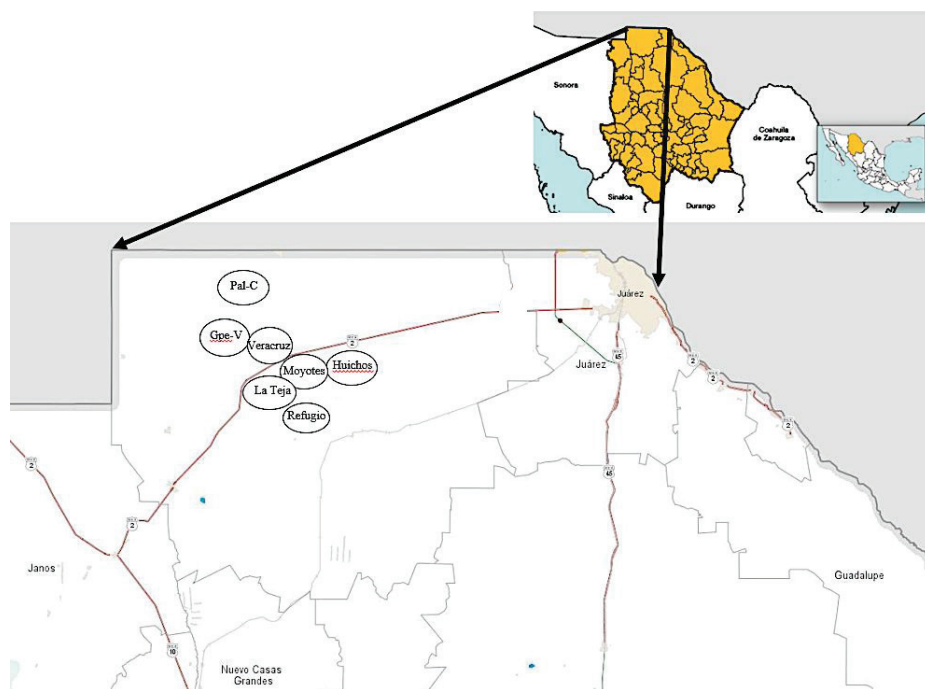 Sonora
Coahuila
de Zaragoza
Sinaloa
Durango
Pal-C
Gpe-V
Veracruz
Moyotes
Huichos
La Teja
Refugio
Juárez
Juárez
2
45
2
2
2
2
2
45
10
Janos
Guadalupe
Nuevo Casas
Grandes